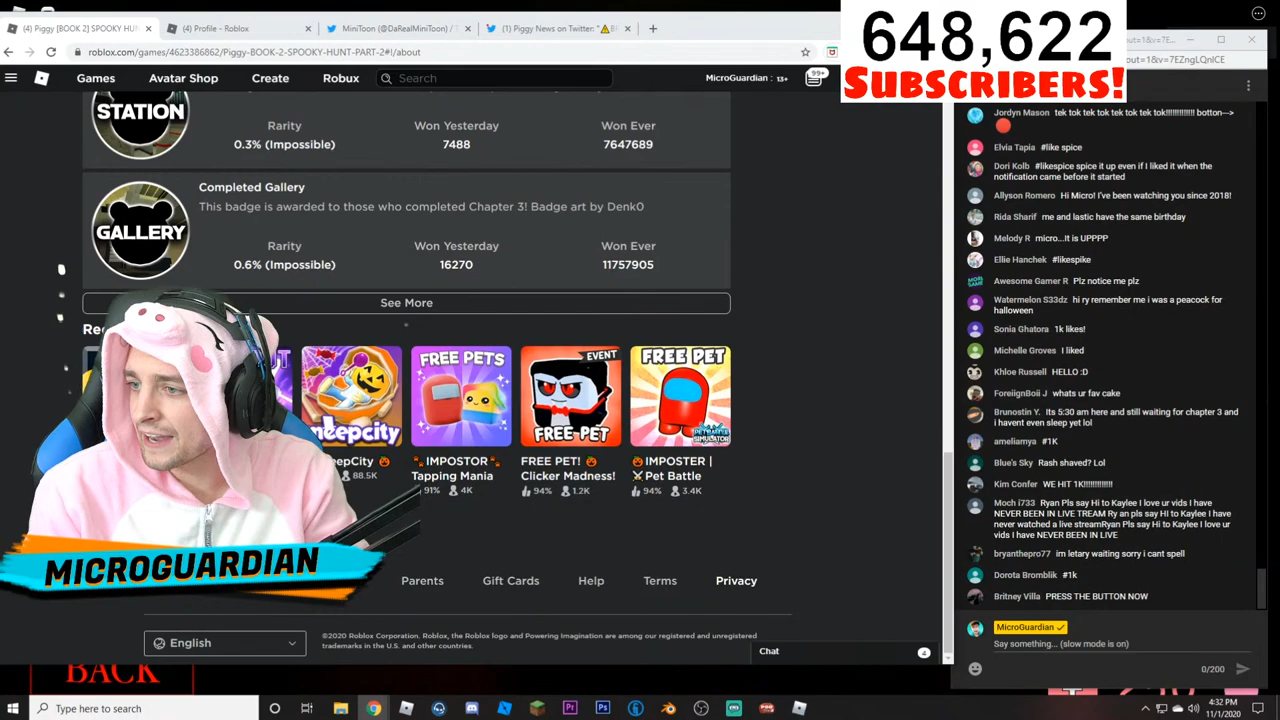 (4) Piggy [BOOK 2] SPOOKY HUNT
(4) Profile - Roblox
MiniToon (@DaRealMiniToon) / T
(1) Piggy News on Twitter: "⚠B
roblox.com/games/4623386862/Piggy-BOOK-2-SPOOKY-HUNT-PART-2#!/about
648,622
SUBSCRIBERS!
out=1&v=7EZngLQnICE
Games
Avatar Shop
Create
Robux
Search
MicroGuardian : 13+
99+
STATION
Rarity
Won Yesterday
Won Ever
0.3% (Impossible)
7488
7647689
GALLERY
Completed Gallery
This badge is awarded to those who completed Chapter 3! Badge art by Denk0
Rarity
Won Yesterday
Won Ever
0.6% (Impossible)
16270
11757905
See More
Re
meepcity
FREE PETS
EVENT
FREE PET
FREE PET
PET BATTLE
SIMULATOR
epCity 🎃
88.5K
🐾IMPOSTOR🐾
Tapping Mania
91% 4K
FREE PET! 🎃
Clicker Madness!
94% 1.2K
🎃IMPOSTER |
⚔Pet Battle
94% 3.4K
MICROGUARDIAN
Parents
Gift Cards
Help
Terms
Privacy
English
©2020 Roblox Corporation. Roblox, the Roblox logo and Powering Imagination are among our registered and unregistered
trademarks in the U.S. and other countries.
Chat
4
BACK
Jordyn Mason tek tok tek tok tek tok tek tok!!!!!!!!!!!!! botton--->
🔴
Elvia Tapia #like spice
Dori Kolb #likespice spice it up even if I liked it when the
notification came before it started
Allyson Romero Hi Micro! I've been watching you since 2018!
Rida Sharif me and lastic have the same birthday
Melody R micro...It is UPPPP
Ellie Hanchek #likespike
Awesome Gamer R Plz notice me plz
Watermelon S33dz hi ry remember me i was a peacock for
halloween
Sonia Ghatora 1k likes!
Michelle Groves I liked
Khloe Russell HELLO :D
ForeiignBoii J whats ur fav cake
Brunostin Y. Its 5:30 am here and still waiting for chapter 3 and
i havent even sleep yet lol
ameliamya #1K
Blue's Sky Rash shaved? Lol
Kim Confer WE HIT 1K!!!!!!!!!!!!!
Moch i733 Ryan Pls say Hi to Kaylee I love ur vids I have
NEVER BEEN IN LIVE TREAM Ry an pls say HI to Kaylee I have
never watched a live streamRyan Pls say Hi to Kaylee I love ur
vids I have NEVER BEEN IN LIVE
bryanthepro77 im letary waiting sorry i cant spell
Dorota Bromblik #1k
Britney Villa PRESS THE BUTTON NOW
MicroGuardian ✓
Say something... (slow mode is on)
0/200
Type here to search
4:32 PM
11/1/2020